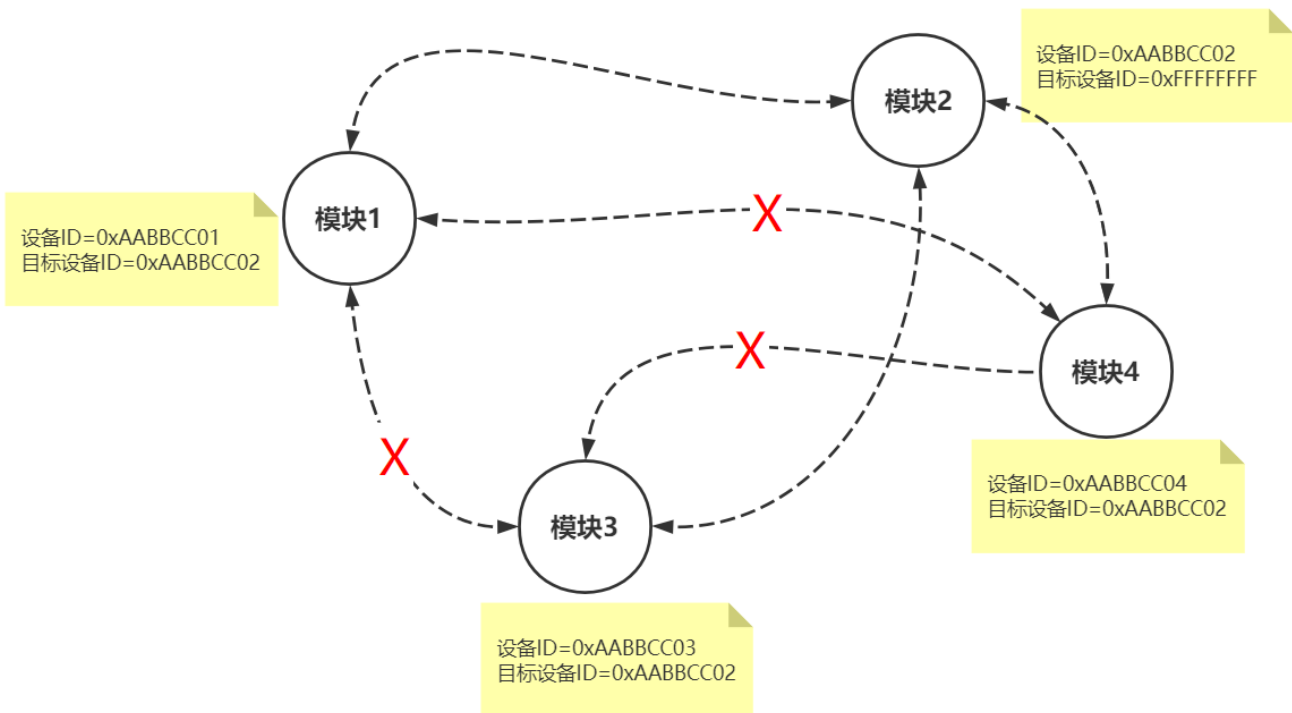 设备ID=0xAABBCC02
目标设备ID=0xFFFFFFFF
模块2
模块1
X
设备ID=0xAABBCC01
目标设备ID=0xAABBCC02
X
模块4
X
设备ID=0xAABBCC04
目标设备ID=0xAABBCC02
模块3
设备ID=0xAABBCC03
目标设备ID=0xAABBCC02